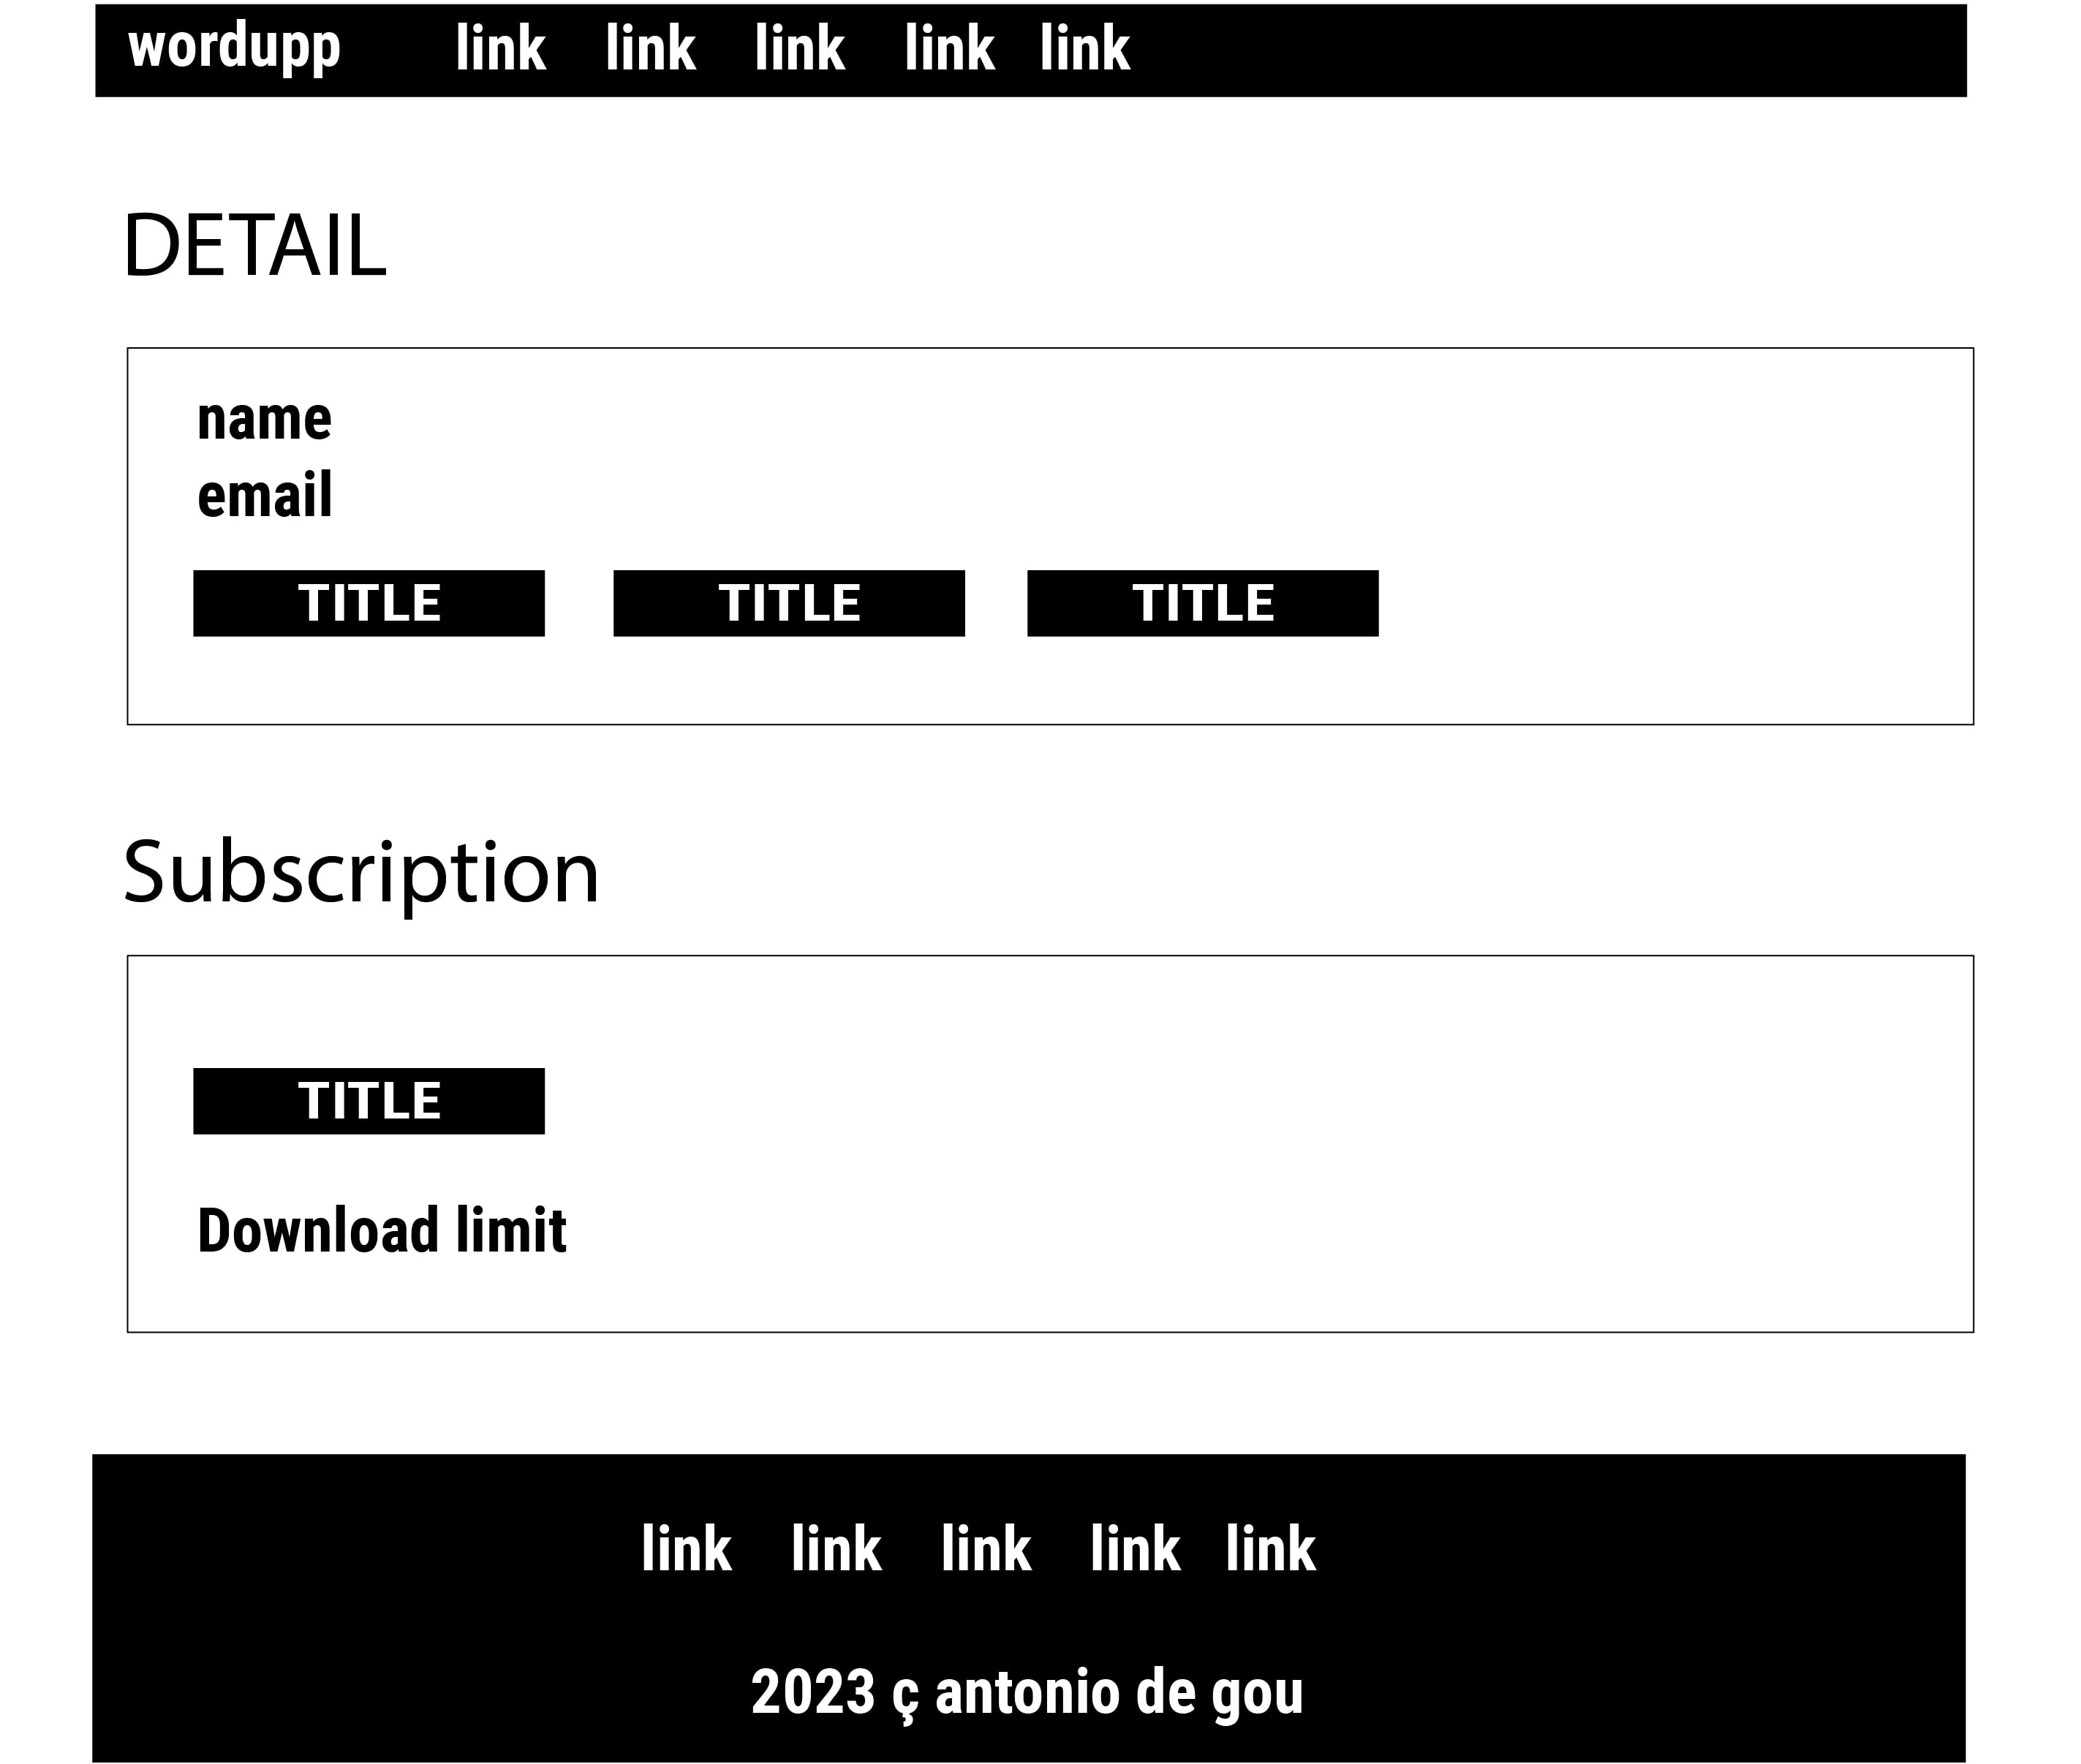 wordupp link link link link link
DETAIL
name
email
TITLE TITLE TITLE
Subscription
TITLE
Download limit
link link link link link
2023 ç antonio de gou